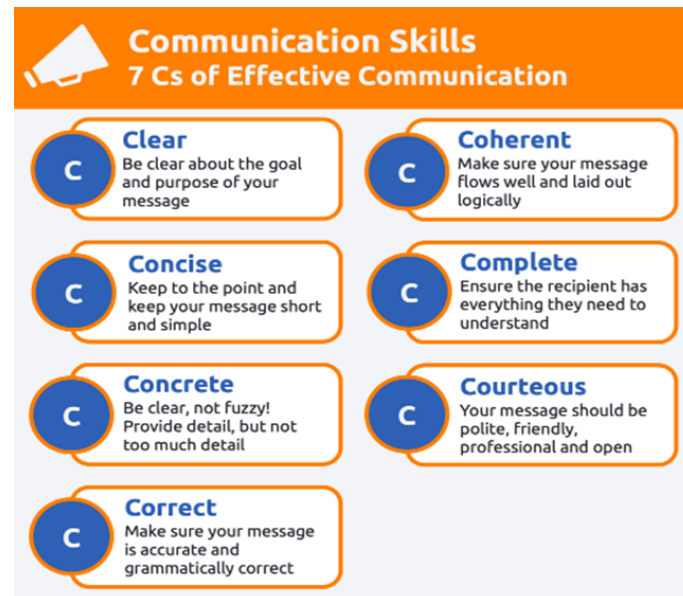 Communication Skills
7 Cs of Effective Communication
C
Clear
Be clear about the goal
and purpose of your
message
C
Concise
Keep to the point and
keep your message short
and simple
C
Concrete
Be clear, not fuzzy!
Provide detail, but not
too much detail
C
Correct
Make sure your message
is accurate and
grammatically correct
C
Coherent
Make sure your message
flows well and laid out
logically
C
Complete
Ensure the recipient has
everything they need to
understand
C
Courteous
Your message should be
polite, friendly,
professional and open